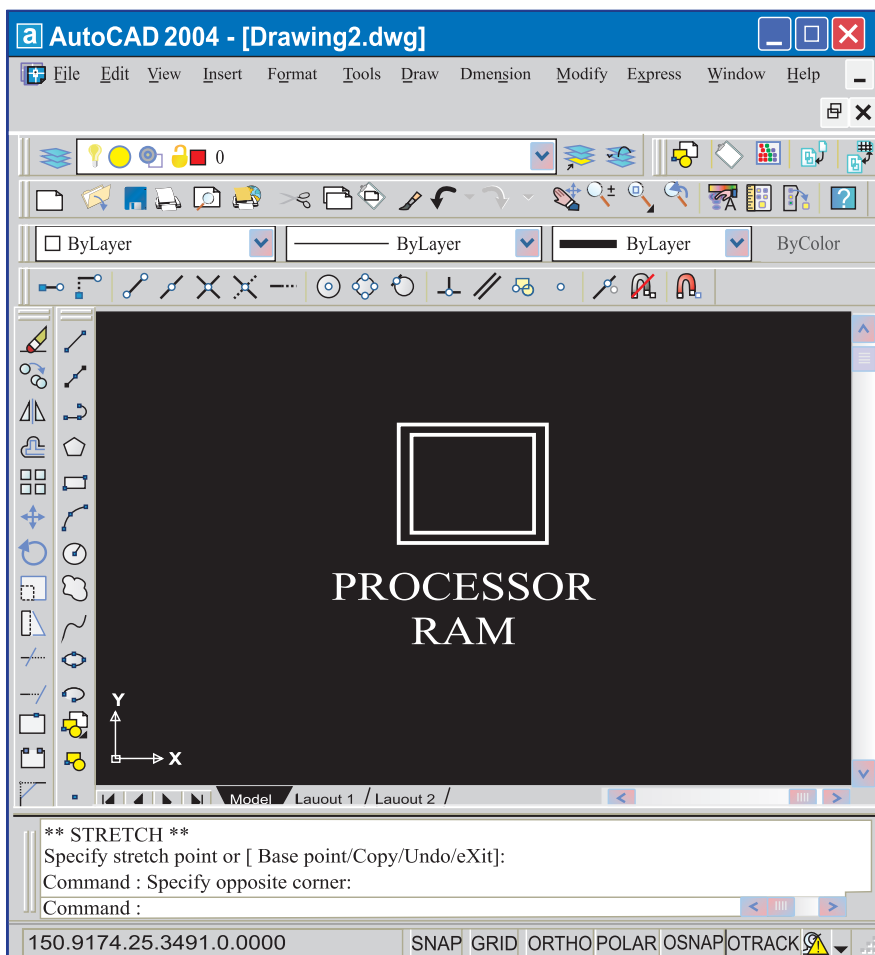 a AutoCAD 2004 - [Drawing2.dwg]
File Edit View Insert Format Tools Draw Dmension Modify Express Window Help
0
ByLayer ByLayer ByLayer ByColor
PROCESSOR
RAM
Y
X
Model Lauout 1 / Lauout 2 /
** STRETCH **
Specify stretch point or [ Base point/Copy/Undo/eXit]:
Command : Specify opposite corner:
Command :
150.9174.25.3491.0.0000 SNAP GRID ORTHO POLAR OSNAP OTRACK